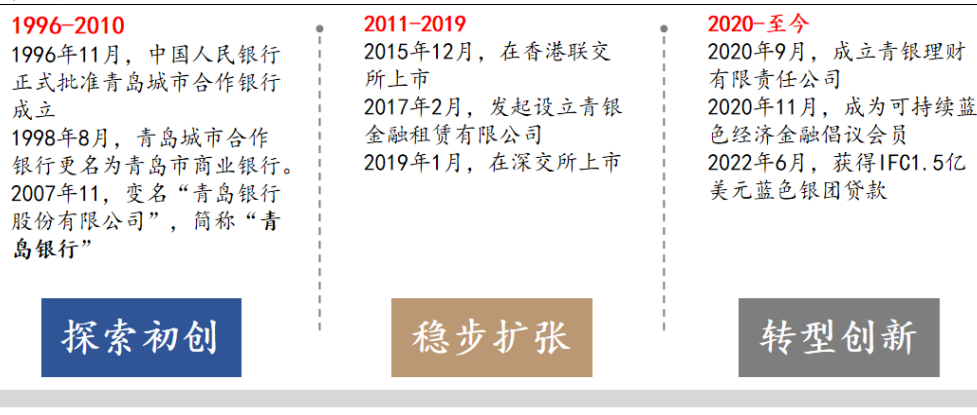 1996-2010
1996年11月，中国人民银行
正式批准青岛城市合作银行
成立
1998年8月，青岛城市合作
银行更名为青岛市商业银行。
2007年11，变名“青岛银行
股份有限公司”，简称“青
岛银行”
探索初创
2011-2019
2015年12月，在香港联交
所上市
2017年2月，发起设立青银
金融租赁有限公司
2019年1月，在深交所上市
稳步扩张
2020-至今
2020年9月，成立青银理财
有限责任公司
2020年11月，成为可持续蓝
色经济金融倡议会员
2022年6月，获得IFC1.5亿
美元蓝色银团贷款
转型创新